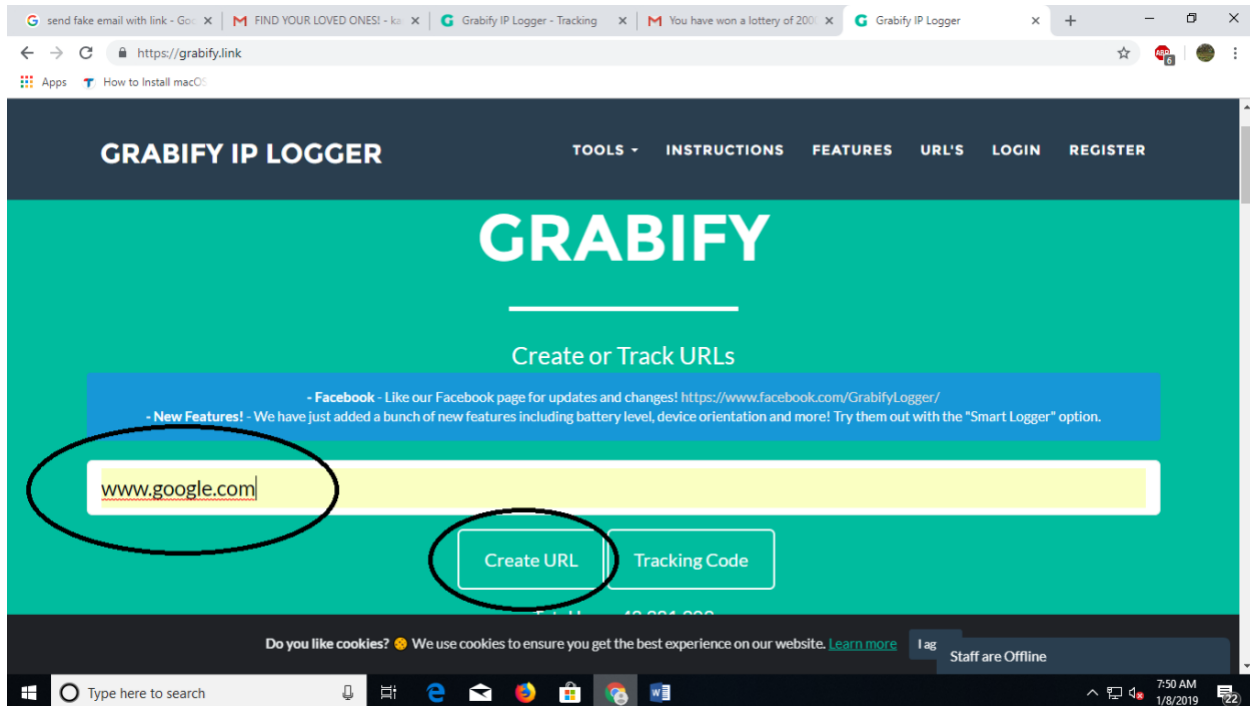 send fake email with link - Goo
FIND YOUR LOVED ONES! - ka
Grabify IP Logger - Tracking
You have won a lottery of 200
Grabify IP Logger
https://grabify.link
ABP
6
Apps
How to Install macOS
GRABIFY IP LOGGER
TOOLS
INSTRUCTIONS
FEATURES
URL'S
LOGIN
REGISTER
GRABIFY
Create or Track URLs
- Facebook - Like our Facebook page for updates and changes! https://www.facebook.com/GrabifyLogger/
- New Features! - We have just added a bunch of new features including battery level, device orientation and more! Try them out with the "Smart Logger" option.
www.google.com
Create URL
Tracking Code
Do you like cookies? We use cookies to ensure you get the best experience on our website. Learn more
I ag
Staff are Offline
Type here to search
7:50 AM
1/8/2019
22